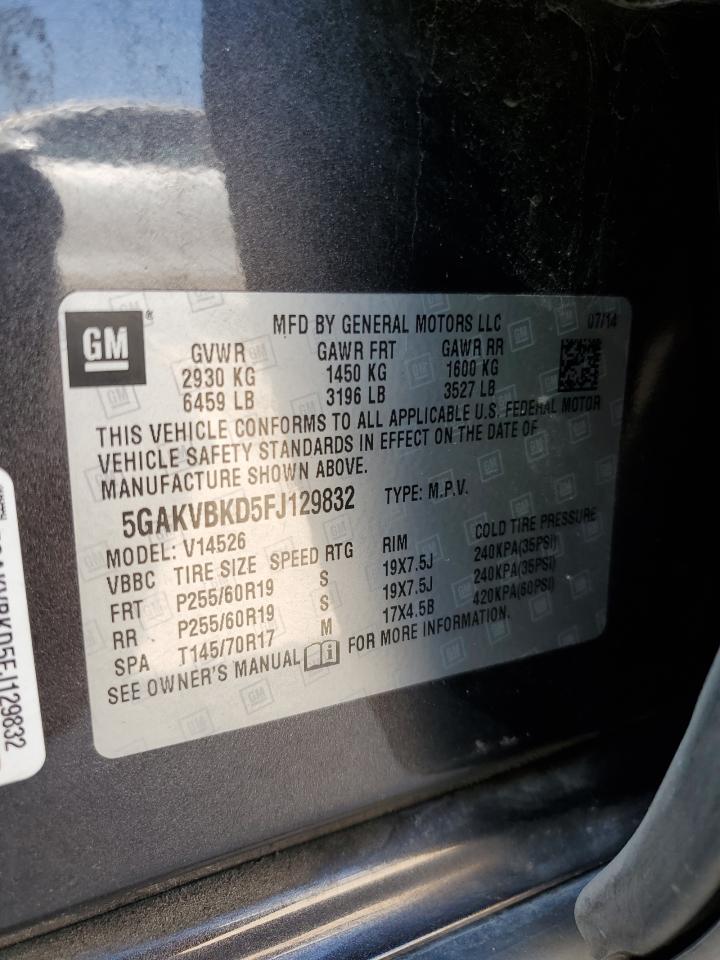 GM
MFD BY GENERAL MOTORS LLC 07/14
GVWR GAWR FRT GAWR RR
2930 KG 1450 KG 1600 KG
6459 LB 3196 LB 3527 LB
THIS VEHICLE CONFORMS TO ALL APPLICABLE U.S. FEDERAL MOTOR
VEHICLE SAFETY STANDARDS IN EFFECT ON THE DATE OF
MANUFACTURE SHOWN ABOVE.
5GAKVBKD5FJ129832 TYPE: M.P.V.
MODEL: V14526
VBBC TIRE SIZE SPEED RTG RIM COLD TIRE PRESSURE
FRT P255/60R19 S 19X7.5J 240KPA(35PSI)
RR P255/60R19 S 19X7.5J 240KPA(35PSI)
SPA T145/70R17 M 17X4.5B 420KPA(60PSI)
SEE OWNER'S MANUAL FOR MORE INFORMATION.
5GAKVBKD5FJ129832